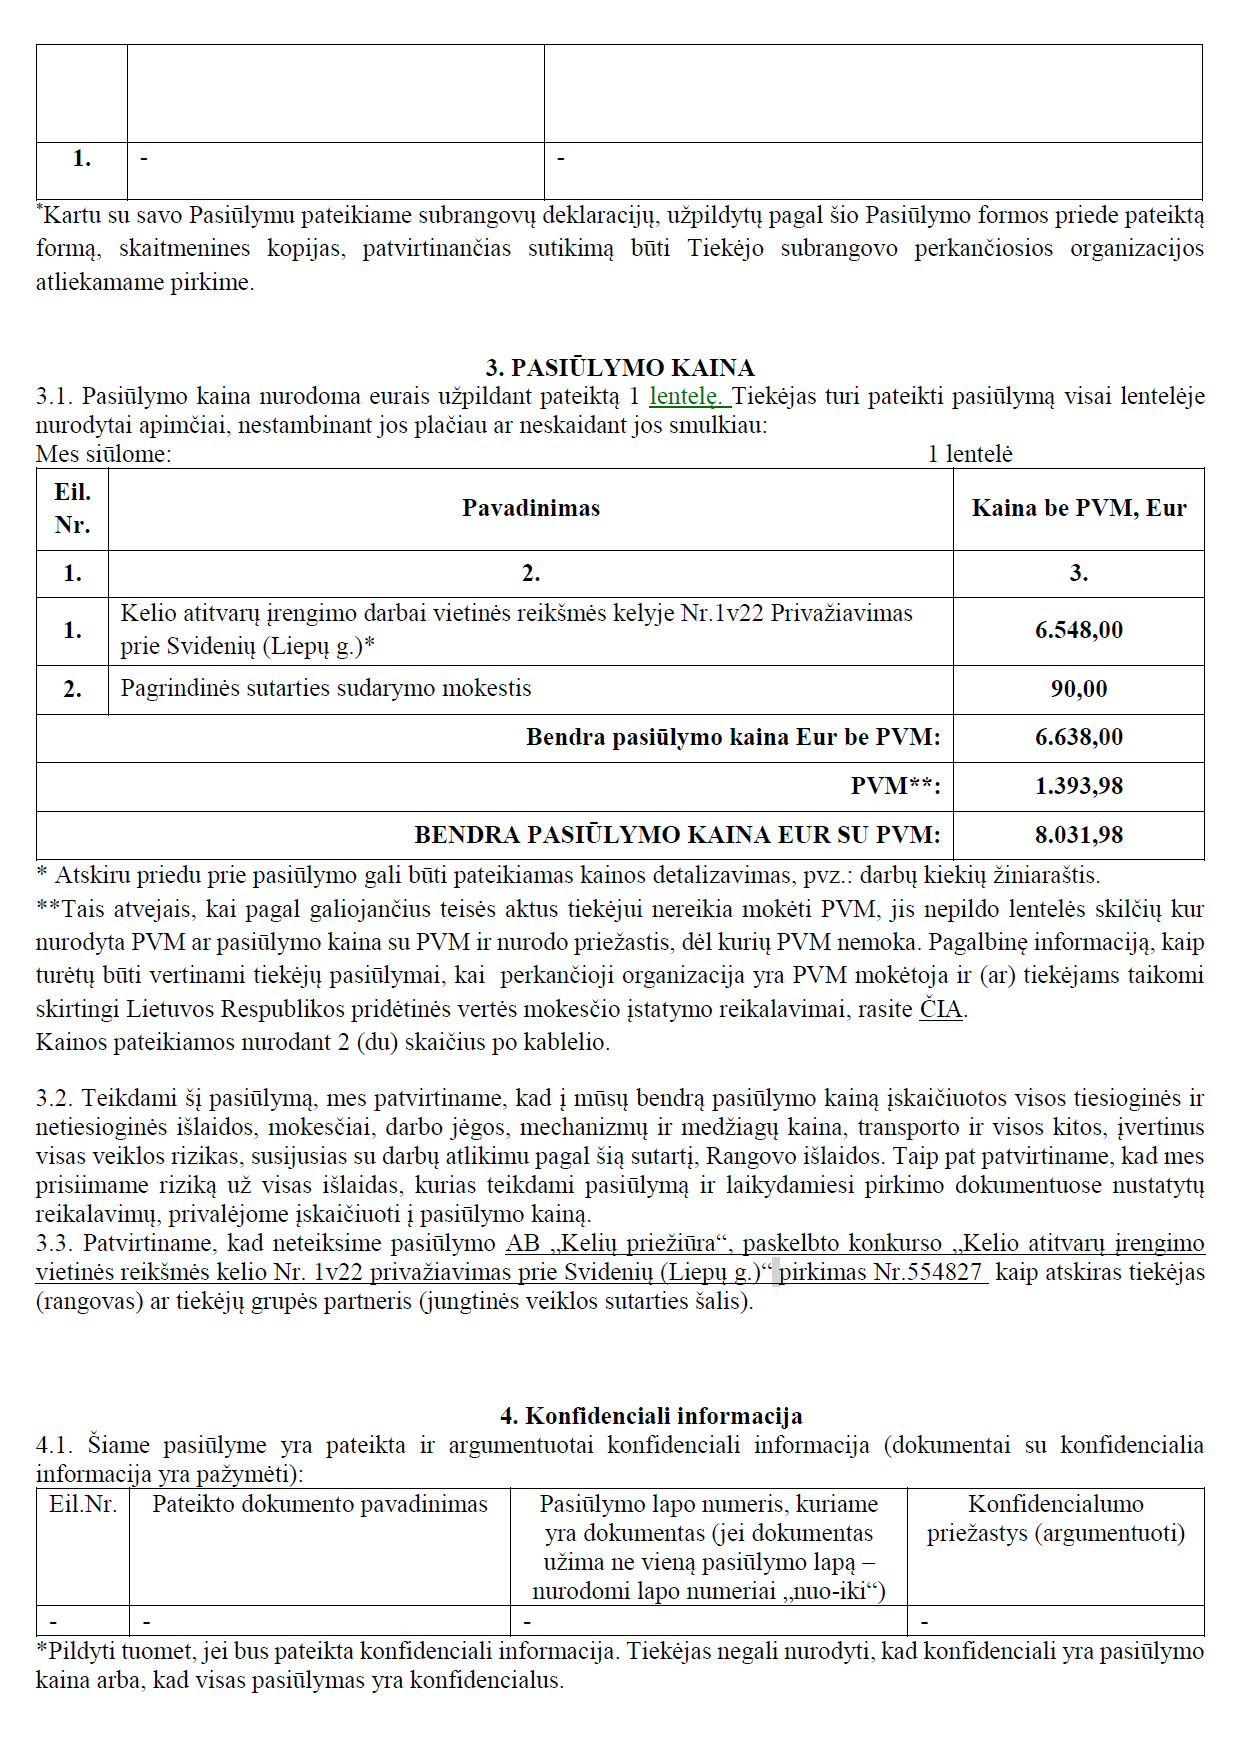 1. - -
*Kartu su savo Pasiūlymu pateikiame subrangovų deklaracijų, užpildytų pagal šio Pasiūlymo formos priede pateiktą
formą, skaitmenines kopijas, patvirtinančias sutikimą būti Tiekėjo subrangovo perkančiosios organizacijos
atliekamame pirkime.
3. PASIŪLYMO KAINA
3.1. Pasiūlymo kaina nurodoma eurais užpildant pateiktą 1 lentelę. Tiekėjas turi pateikti pasiūlymą visai lentelėje
nurodytai apimčiai, nestambinant jos plačiau ar neskaidant jos smulkiau:
Mes siūlome: 1 lentelė
Eil.
Nr.
Pavadinimas
Kaina be PVM, Eur
1. 2. 3.
1.
Kelio atitvarų įrengimo darbai vietinės reikšmės kelyje Nr.1v22 Privažiavimas
prie Svidenių (Liepų g.)*
6.548,00
2. Pagrindinės sutarties sudarymo mokestis 90,00
Bendra pasiūlymo kaina Eur be PVM: 6.638,00
PVM**: 1.393,98
BENDRA PASIŪLYMO KAINA EUR SU PVM: 8.031,98
* Atskiru priedu prie pasiūlymo gali būti pateikiamas kainos detalizavimas, pvz.: darbų kiekių žiniaraštis.
**Tais atvejais, kai pagal galiojančius teisės aktus tiekėjui nereikia mokėti PVM, jis nepildo lentelės skilčių kur
nurodyta PVM ar pasiūlymo kaina su PVM ir nurodo priežastis, dėl kurių PVM nemoka. Pagalbinę informaciją, kaip
turėtų būti vertinami tiekėjų pasiūlymai, kai perkančioji organizacija yra PVM mokėtoja ir (ar) tiekėjams taikomi
skirtingi Lietuvos Respublikos pridėtinės vertės mokesčio įstatymo reikalavimai, rasite ČIA.
Kainos pateikiamos nurodant 2 (du) skaičius po kablelio.
3.2. Teikdami šį pasiūlymą, mes patvirtiname, kad į mūsų bendrą pasiūlymo kainą įskaičiuotos visos tiesioginės ir
netiesioginės išlaidos, mokesčiai, darbo jėgos, mechanizmų ir medžiagų kaina, transporto ir visos kitos, įvertinus
visas veiklos rizikas, susijusias su darbų atlikimu pagal šią sutartį, Rangovo išlaidos. Taip pat patvirtiname, kad mes
prisiimame riziką už visas išlaidas, kurias teikdami pasiūlymą ir laikydamiesi pirkimo dokumentuose nustatytų
reikalavimų, privalėjome įskaičiuoti į pasiūlymo kainą.
3.3. Patvirtiname, kad neteiksime pasiūlymo AB „Kelių priežiūra“, paskelbto konkurso „Kelio atitvarų įrengimo
vietinės reikšmės kelio Nr. 1v22 privažiavimas prie Svidenių (Liepų g.)“ pirkimas Nr.554827 kaip atskiras tiekėjas
(rangovas) ar tiekėjų grupės partneris (jungtinės veiklos sutarties šalis).
4. Konfidenciali informacija
4.1. Šiame pasiūlyme yra pateikta ir argumentuotai konfidenciali informacija (dokumentai su konfidencialia
informacija yra pažymėti):
Eil.Nr.
Pateikto dokumento pavadinimas
Pasiūlymo lapo numeris, kuriame
yra dokumentas (jei dokumentas
užima ne vieną pasiūlymo lapą –
nurodomi lapo numeriai „nuo-iki“)
Konfidencialumo
priežastys (argumentuoti)
- - - -
*Pildyti tuomet, jei bus pateikta konfidenciali informacija. Tiekėjas negali nurodyti, kad konfidenciali yra pasiūlymo
kaina arba, kad visas pasiūlymas yra konfidencialus.